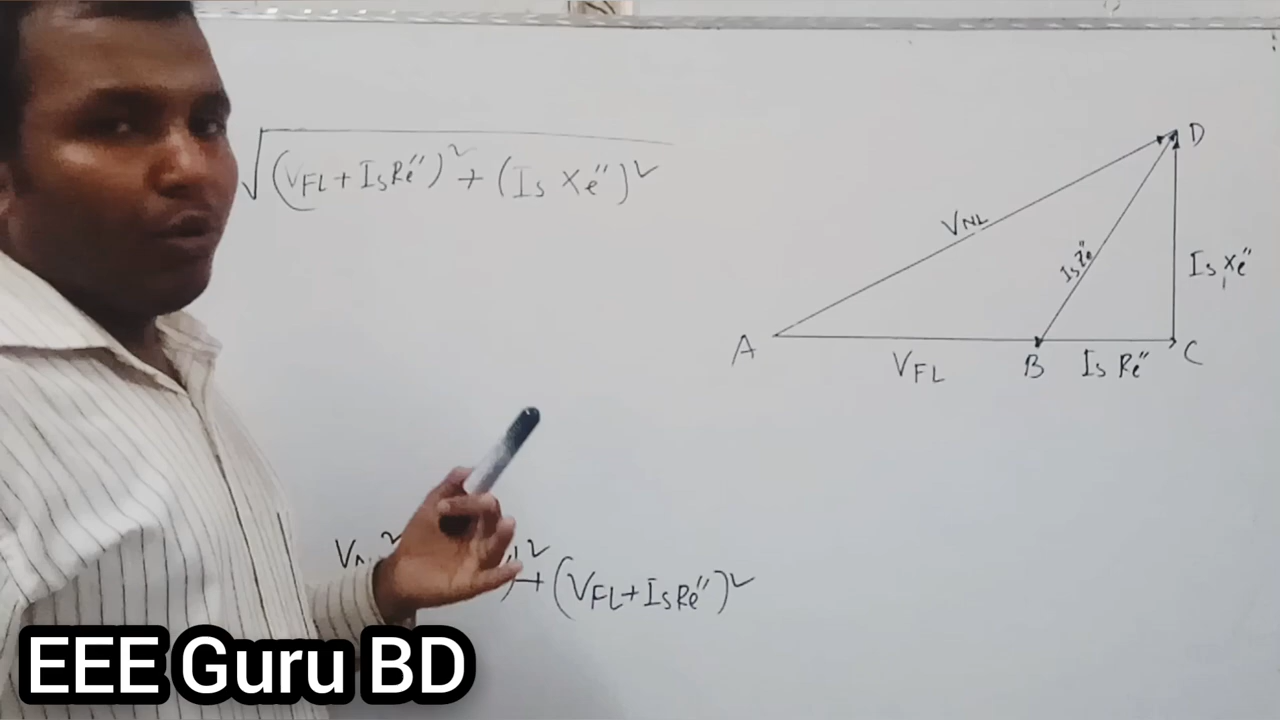 √(VFL + IsRe'')² + (Is Xe'')²
D
VNL
IsZe''
Is Xe''
A
VFL
B
Is Re''
C
² + (VFL + IsRe'')²
EEE Guru BD